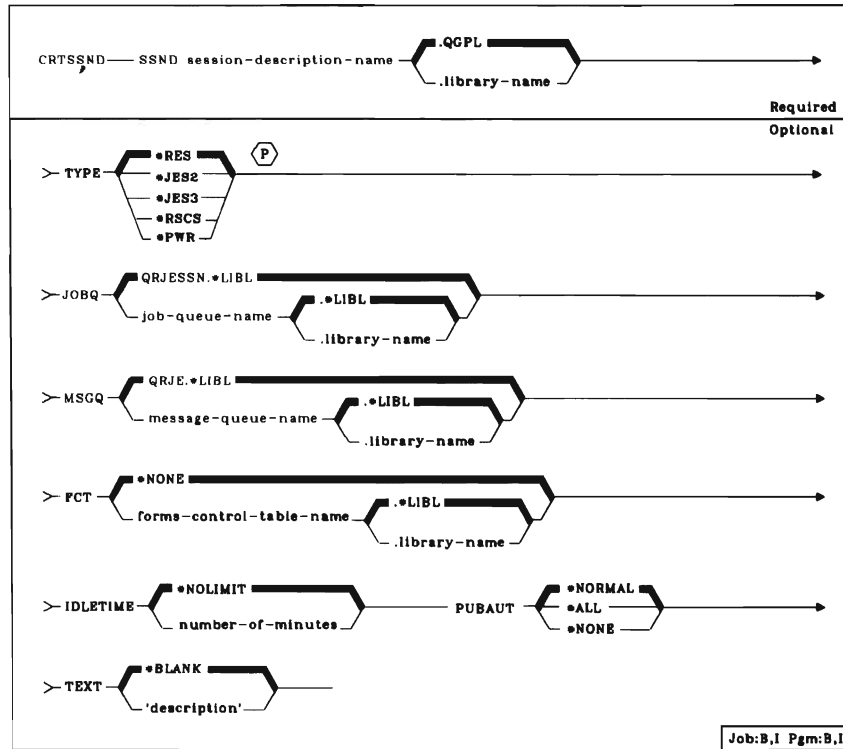 .QGPL
CRTSSND SSND session-description-name
.library-name
Required
Optional
*RES P
TYPE *JES2
*JES3
*RSCS
*PWR
QRJESSN.*LIBL
JOBQ .*LIBL
job-queue-name
.library-name
QRJE.*LIBL
MSGQ .*LIBL
message-queue-name
.library-name
*NONE
FCT .*LIBL
forms-control-table-name
.library-name
*NOLIMIT *NORMAL
IDLETIME PUBAUT *ALL
number-of-minutes *NONE
*BLANK
TEXT
'description'
Job:B,I Pgm:B,I